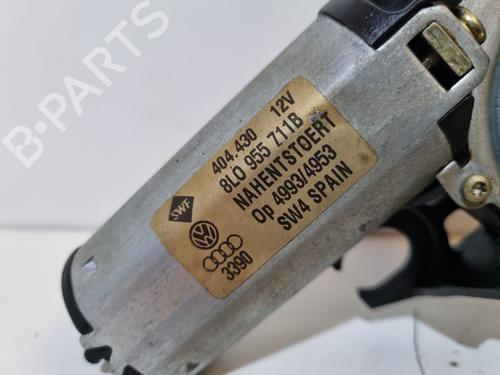 404.430 12V
8L0 955 711B
NAHENTSTOERT
Op 4993/4953
SW4 SPAIN
SWF
3390
B-PARTS